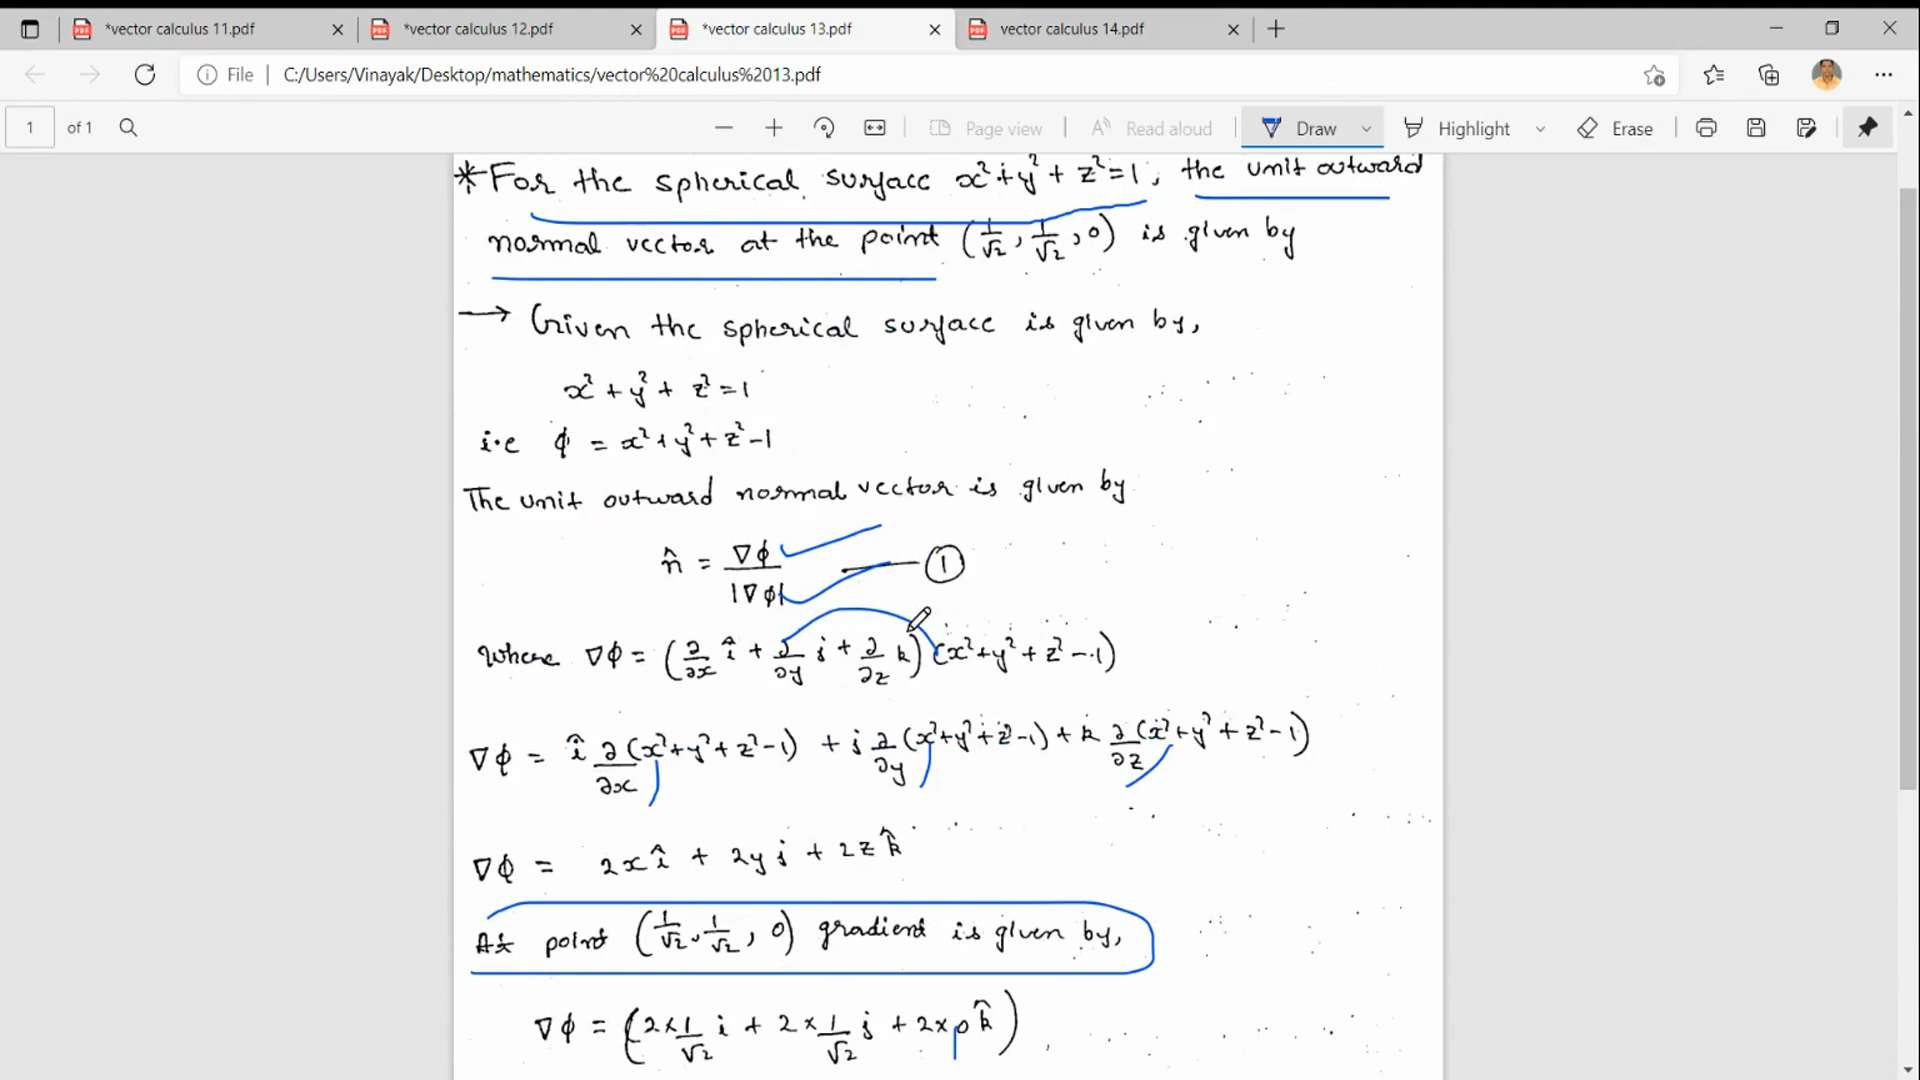 *vector calculus 11.pdf
*vector calculus 12.pdf
*vector calculus 13.pdf
vector calculus 14.pdf
File
C:/Users/Vinayak/Desktop/mathematics/vector%20calculus%2013.pdf
1 of 1
Page view
Read aloud
Draw
Highlight
Erase
* For the spherical surface x²+y²+z²=1, the unit outward
normal vector at the point (1/√2, 1/√2, 0) is given by
→ Given the spherical surface is given by,
x²+y²+z²=1
i.e φ = x²+y²+z²-1
The unit outward normal vector is given by
n̂ = ∇φ/|∇φ| — ①
Where ∇φ = (∂/∂x î + ∂/∂y j + ∂/∂z k) (x²+y²+z²-1)
∇φ = î ∂/∂x (x²+y²+z²-1) + j ∂/∂y (x²+y²+z²-1) + k ∂/∂z (x²+y²+z²-1)
∇φ = 2xî + 2yj + 2zk̂
At point (1/√2, 1/√2, 0) gradient is given by,
∇φ = (2×1/√2 i + 2×1/√2 j + 2×0 k̂)